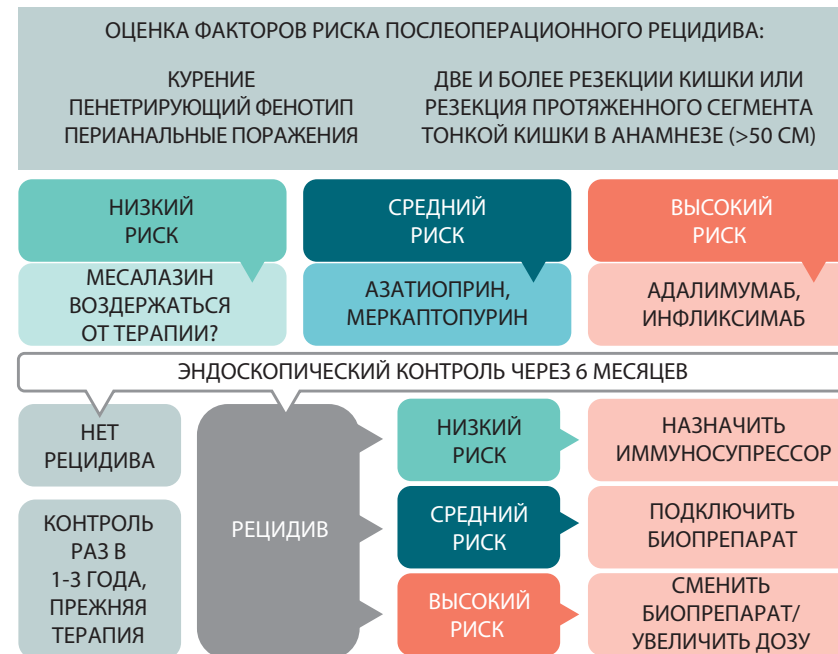 ОЦЕНКА ФАКТОРОВ РИСКА ПОСЛЕОПЕРАЦИОННОГО РЕЦИДИВА:
КУРЕНИЕ
ПЕНЕТРИРУЮЩИЙ ФЕНОТИП
ПЕРИАНАЛЬНЫЕ ПОРАЖЕНИЯ
ДВЕ И БОЛЕЕ РЕЗЕКЦИИ КИШКИ ИЛИ
РЕЗЕКЦИЯ ПРОТЯЖЕННОГО СЕГМЕНТА
ТОНКОЙ КИШКИ В АНАМНЕЗЕ (>50 СМ)
НИЗКИЙ
РИСК
СРЕДНИЙ
РИСК
ВЫСОКИЙ
РИСК
МЕСАЛАЗИН
ВОЗДЕРЖАТЬСЯ
ОТ ТЕРАПИИ?
АЗАТИОПРИН,
МЕРКАПТОПУРИН
АДАЛИМУМАБ,
ИНФЛИКСИМАБ
ЭНДОСКОПИЧЕСКИЙ КОНТРОЛЬ ЧЕРЕЗ 6 МЕСЯЦЕВ
НЕТ
РЕЦИДИВА
КОНТРОЛЬ
РАЗ В
1-3 ГОДА,
ПРЕЖНЯЯ
ТЕРАПИЯ
РЕЦИДИВ
НИЗКИЙ
РИСК
НАЗНАЧИТЬ
ИММУНОСУПРЕССОР
СРЕДНИЙ
РИСК
ПОДКЛЮЧИТЬ
БИОПРЕПАРАТ
ВЫСОКИЙ
РИСК
СМЕНИТЬ
БИОПРЕПАРАТ/
УВЕЛИЧИТЬ ДОЗУ